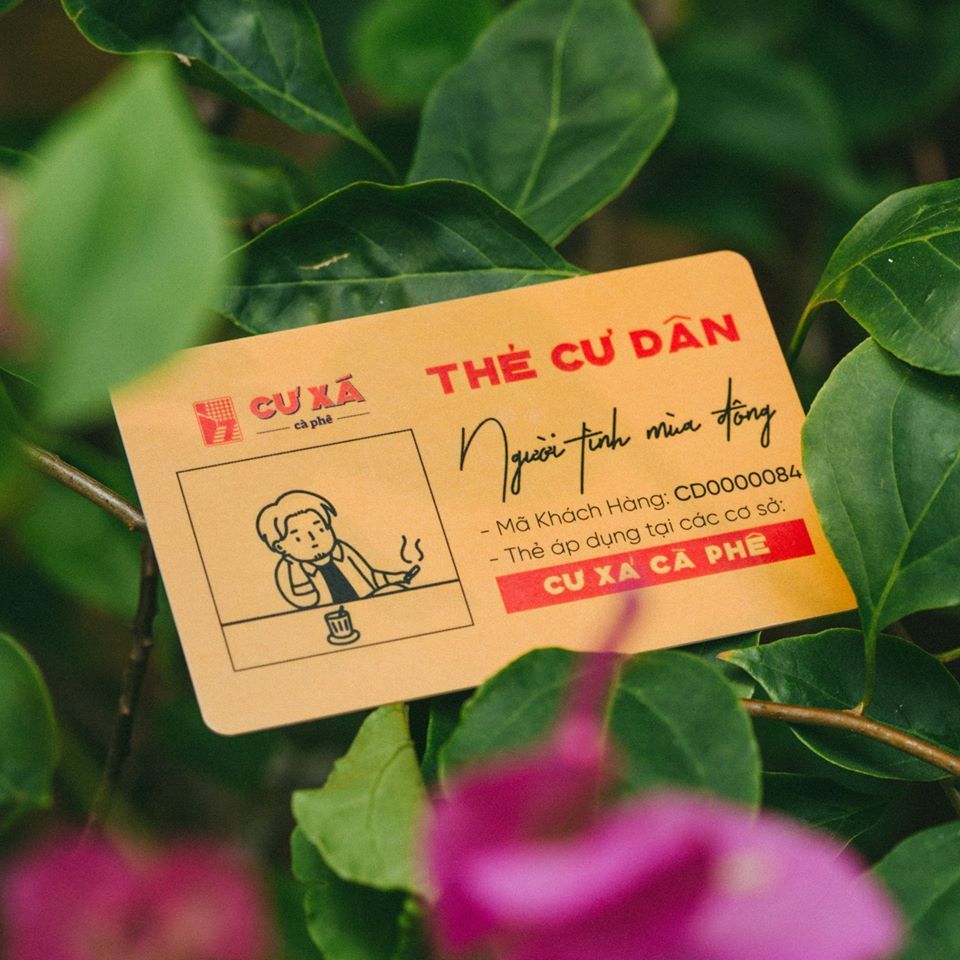 CƯ XÁ
cà phê
THẺ CƯ DÂN
Người tình mùa đông
- Mã Khách Hàng: CD0000084
- Thẻ áp dụng tại các cơ sở:
CƯ XÁ CÀ PHÊ